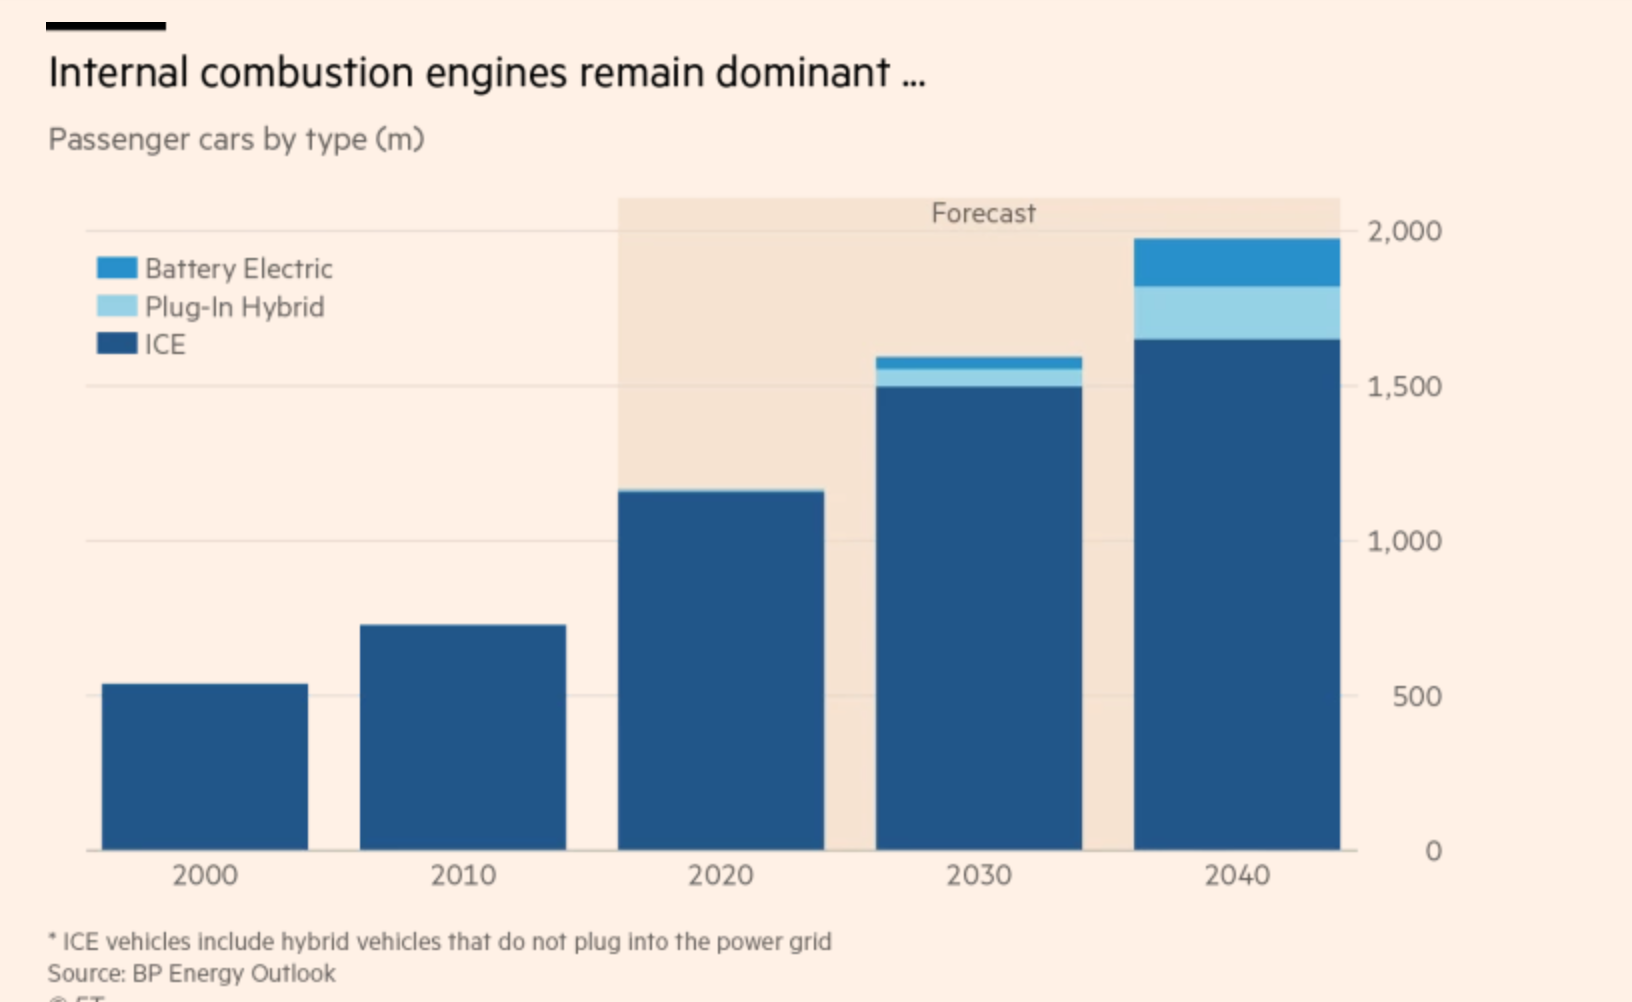 Internal combustion engines remain dominant ...
Passenger cars by type (m)
Forecast
2,000
Battery Electric
Plug-In Hybrid
ICE
1,500
1,000
500
0
2000 2010 2020 2030 2040
* ICE vehicles include hybrid vehicles that do not plug into the power grid
Source: BP Energy Outlook
© FT